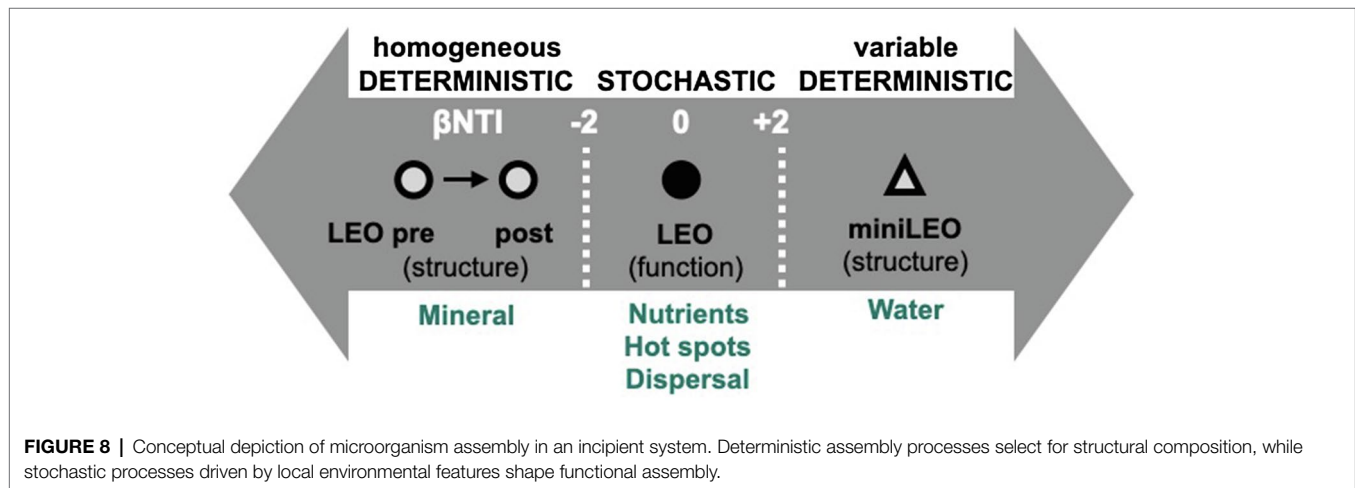 homogeneous variable
DETERMINISTIC STOCHASTIC DETERMINISTIC
βNTI -2 0 +2
LEO pre post LEO miniLEO
(structure) (function) (structure)
Mineral Nutrients Water
Hot spots
Dispersal
FIGURE 8 | Conceptual depiction of microorganism assembly in an incipient system. Deterministic assembly processes select for structural composition, while
stochastic processes driven by local environmental features shape functional assembly.